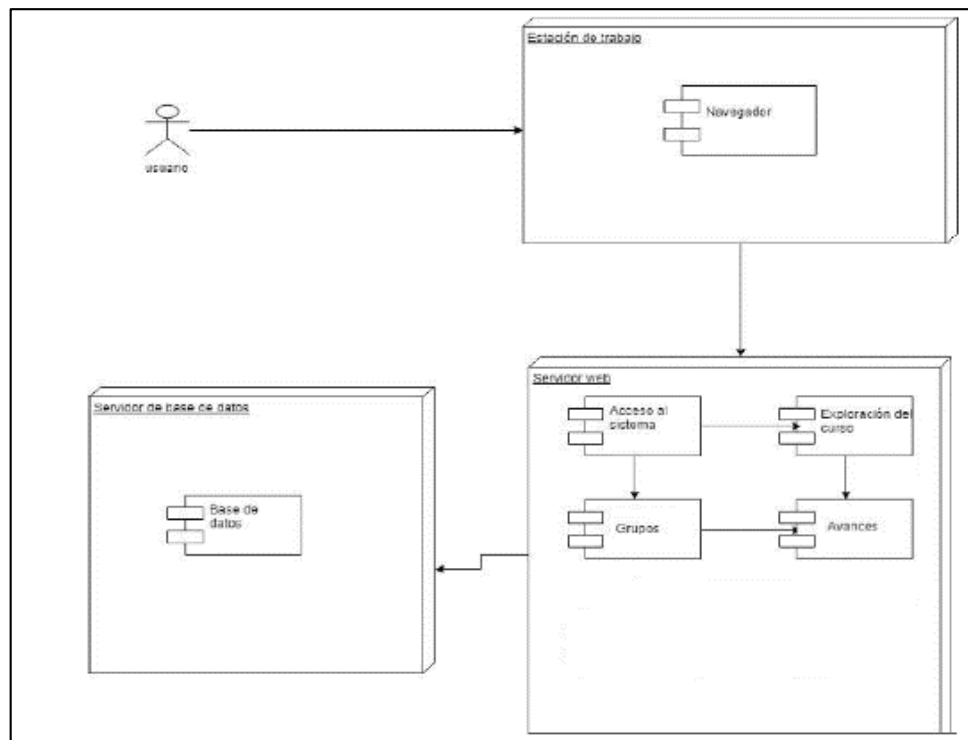 Estación de trabajo
Navegador
usuario
Servidor web
Acceso al
sistema
Exploración del
curso
Grupos
Avances
Servidor de base de datos
Base de
datos